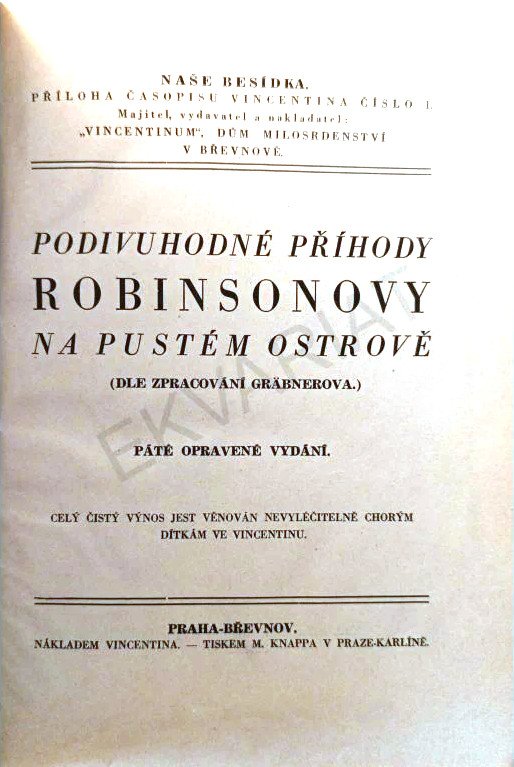 NAŠE BESÍDKA.
PŘÍLOHA ČASOPISU VINCENTINA ČÍSLO 1.
Majitel, vydavatel a nakladatel:
„VINCENTINUM“, DŮM MILOSRDENSTVÍ
V BŘEVNOVĚ.
PODIVUHODNÉ PŘÍHODY
ROBINSONOVY
NA PUSTÉM OSTROVĚ
(DLE ZPRACOVÁNÍ GRÄBNEROVA.)
EKVARIAT
PÁTÉ OPRAVENÉ VYDÁNÍ.
CELÝ ČISTÝ VÝNOS JEST VĚNOVÁN NEVYLÉČITELNĚ CHORÝM
DÍTKÁM VE VINCENTINU.
PRAHA-BŘEVNOV.
NÁKLADEM VINCENTINA. — TISKEM M. KNAPPA V PRAZE-KARLÍNĚ.